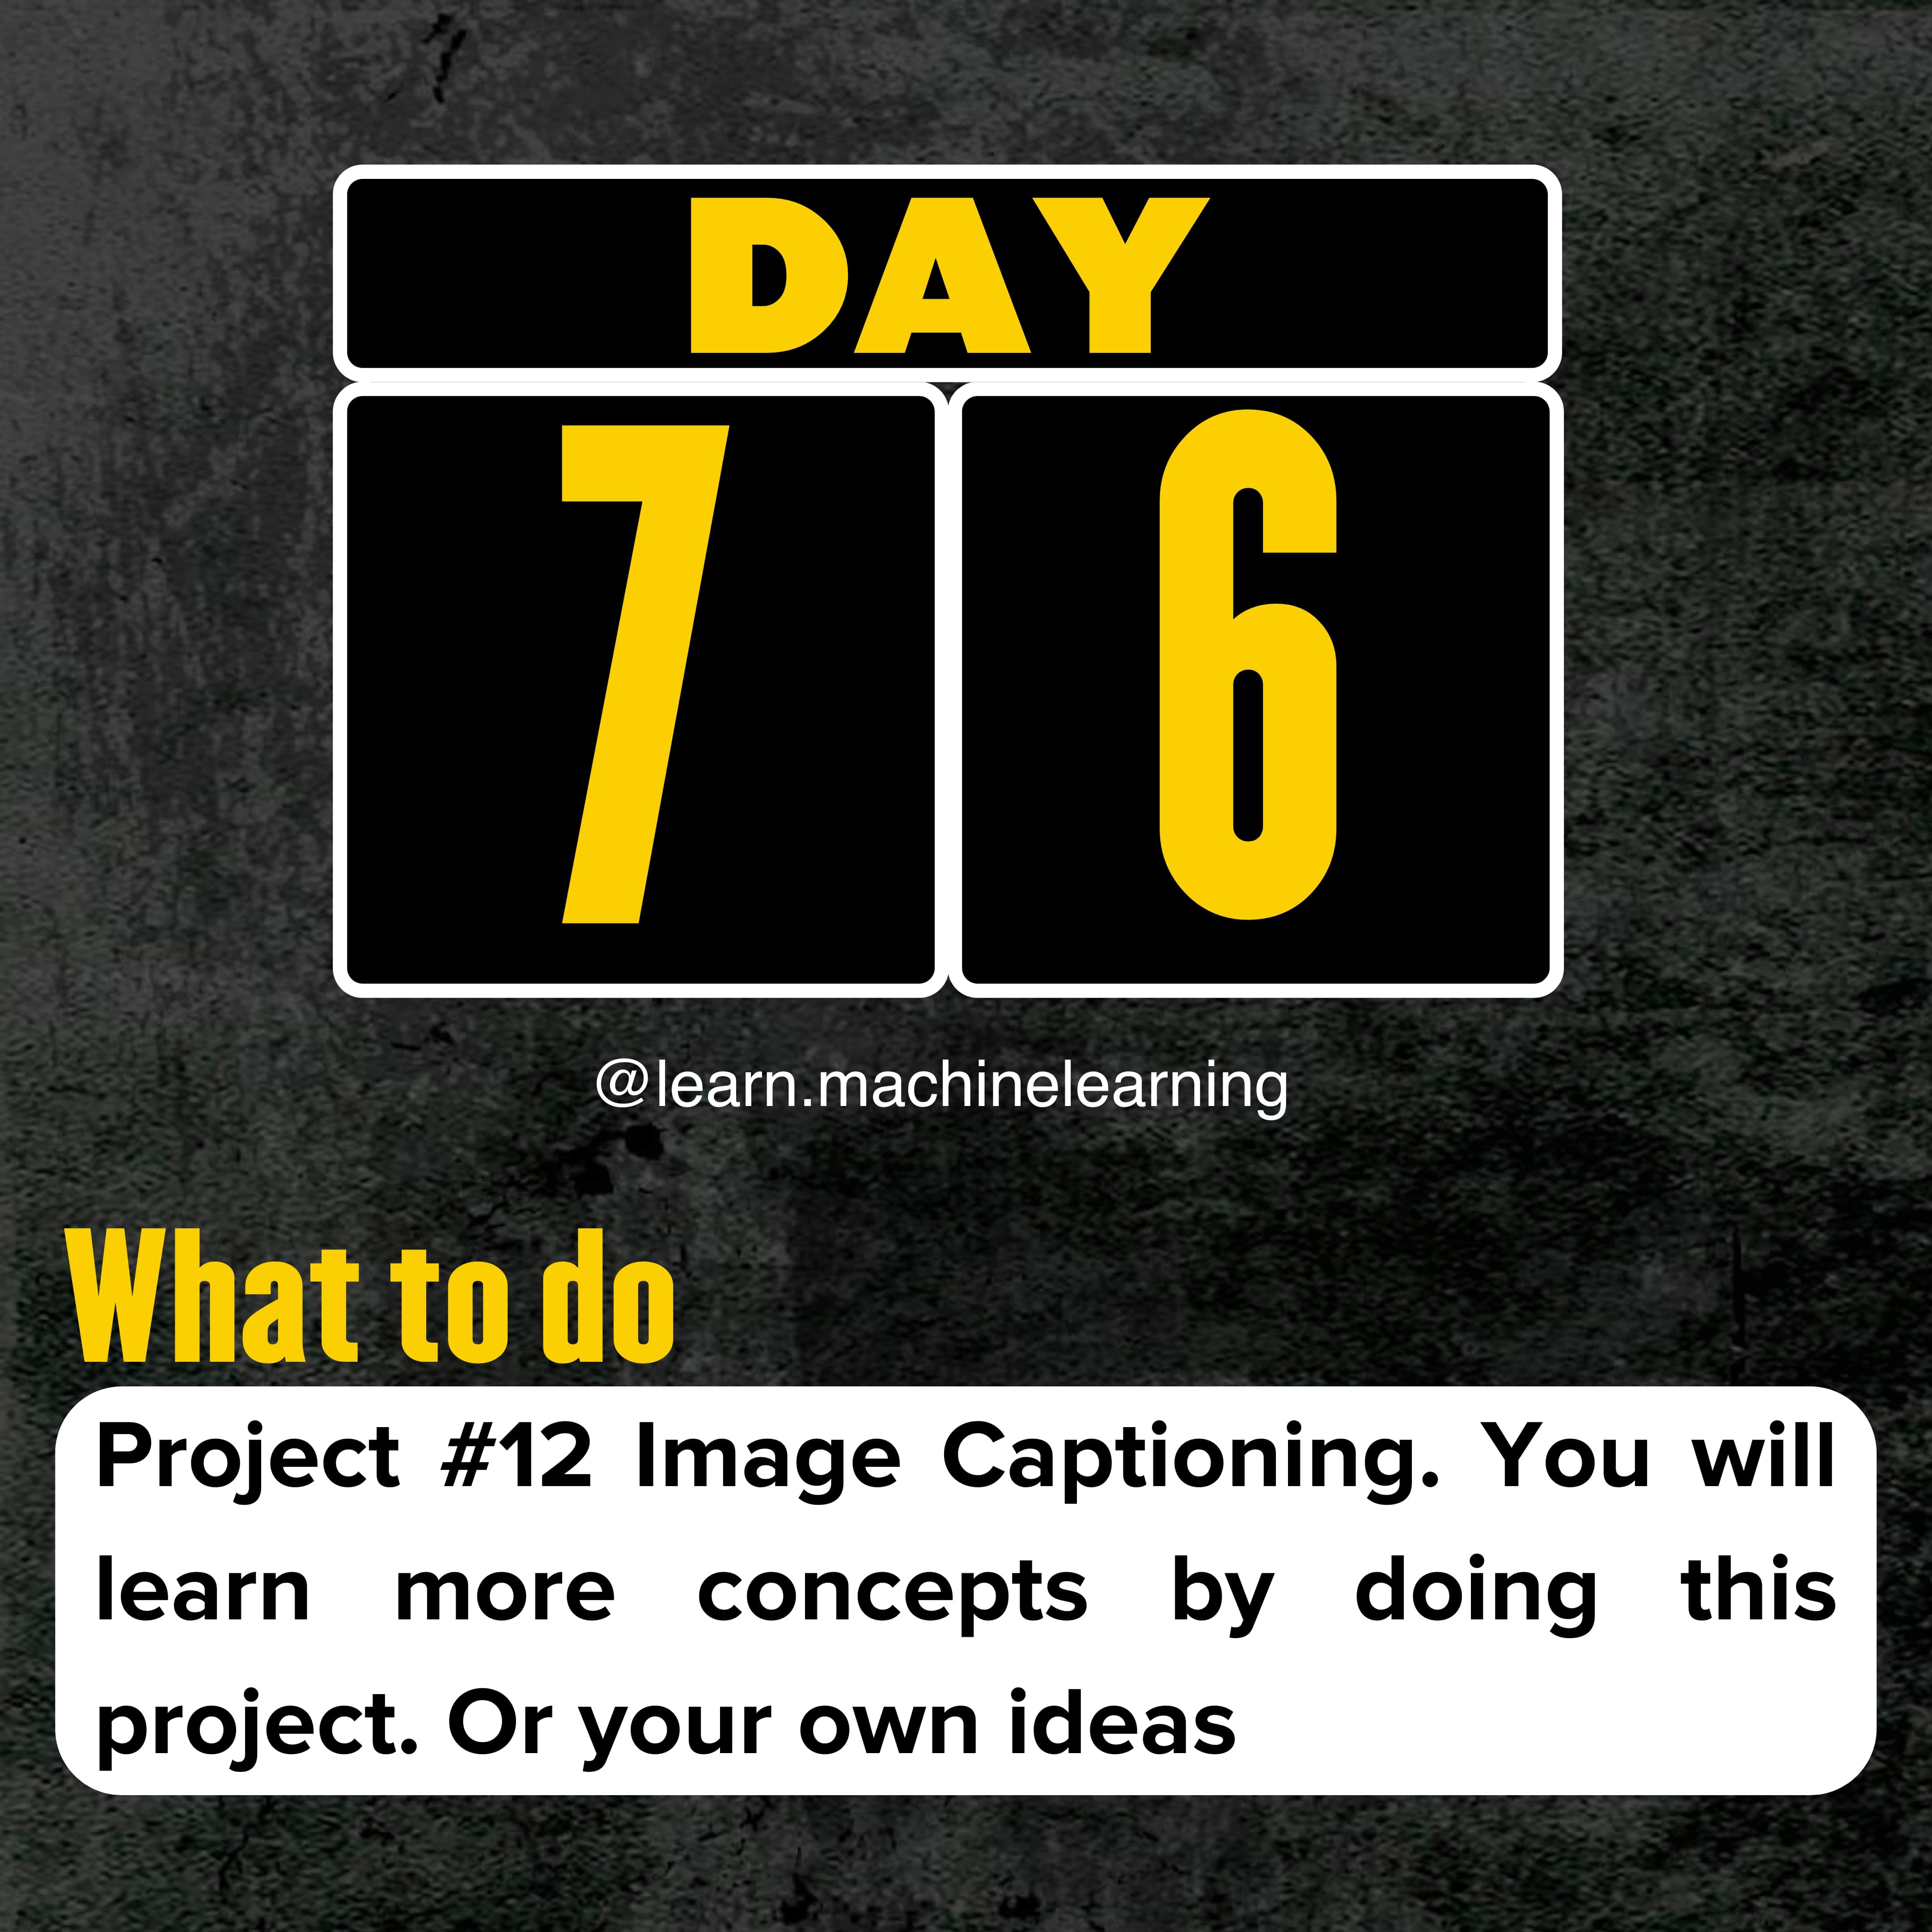 DAY
7 6
@learn.machinelearning
What to do
Project #12 Image Captioning. You will
learn more concepts by doing this
project. Or your own ideas